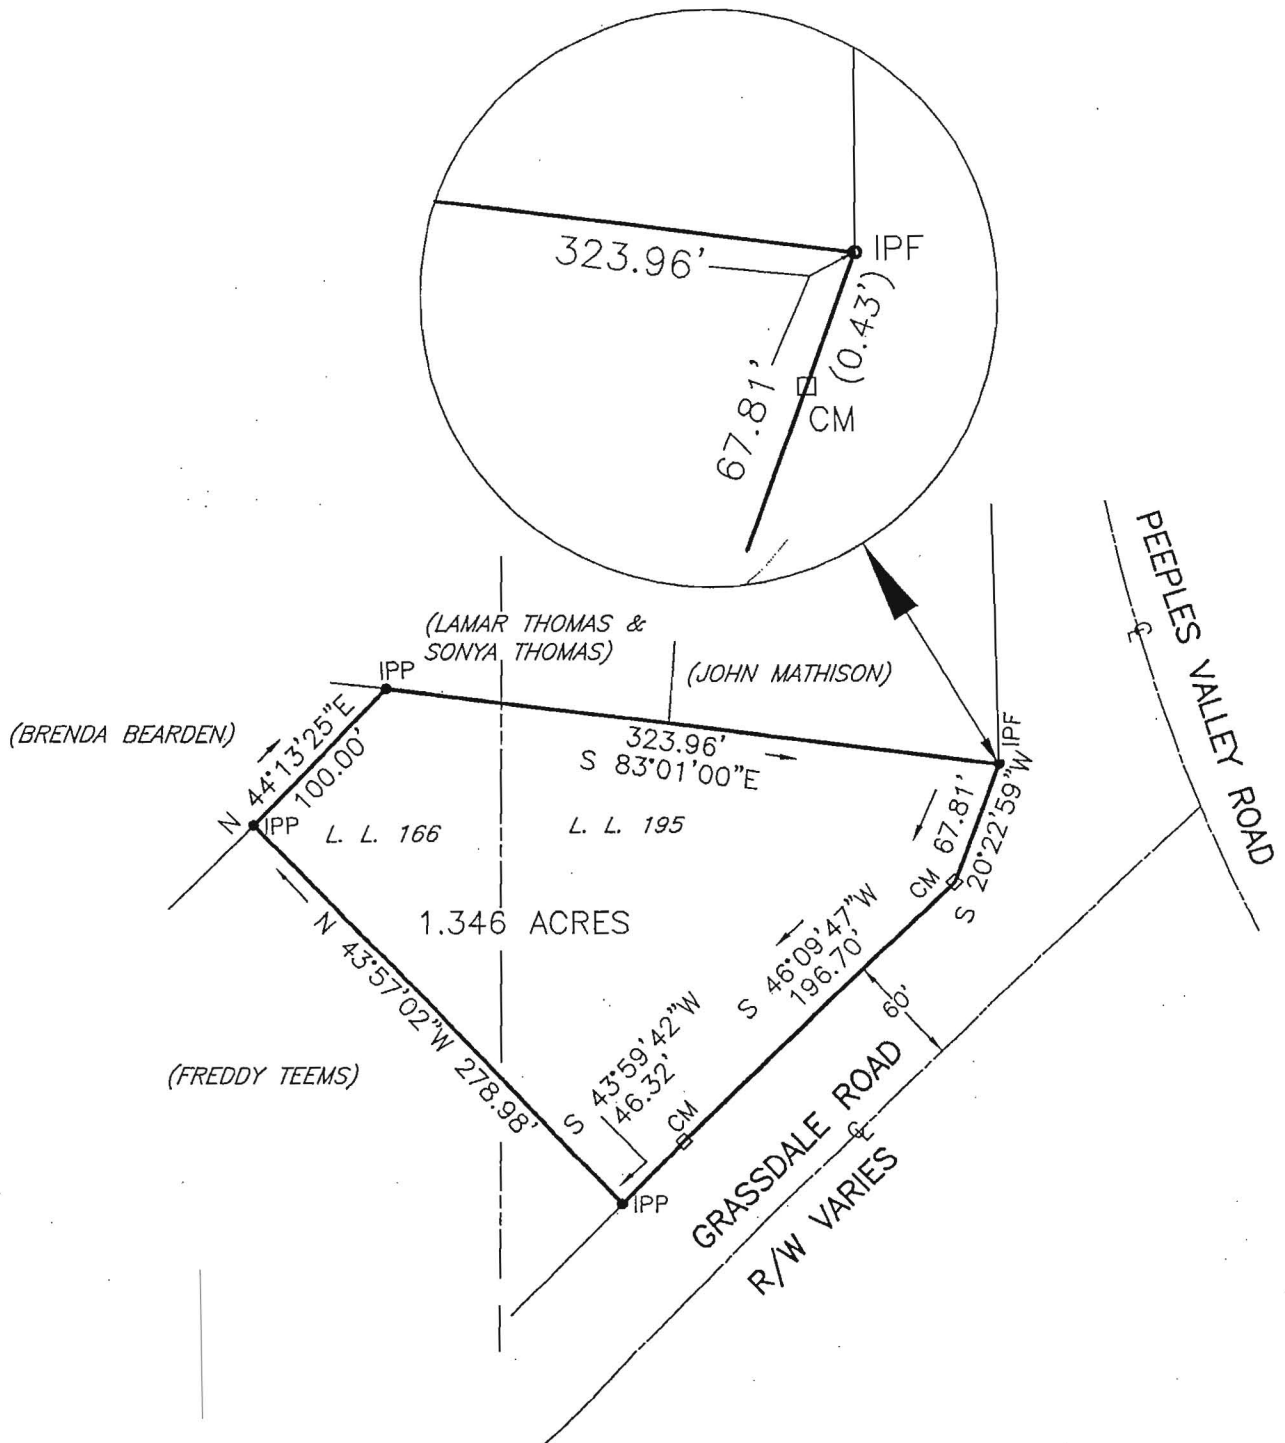 323.96'
IPF
(0.43')
67.81'
CM
PEEPLES VALLEY ROAD
CL
(LAMAR THOMAS &
SONYA THOMAS)
(JOHN MATHISON)
IPP
(BRENDA BEARDEN)
N 44°13'25"E
100.00'
323.96'
S 83°01'00"E
IPF
67.81'
S 20°22'59"W
IPP
L. L. 166
L. L. 195
CM
1.346 ACRES
S 46°09'47"W
196.70'
60'
N 43°57'02"W 278.98'
(FREDDY TEEMS)
S 43°59'42"W
46.32'
CM
IPP
GRASSDALE ROAD
CL
R/W VARIES